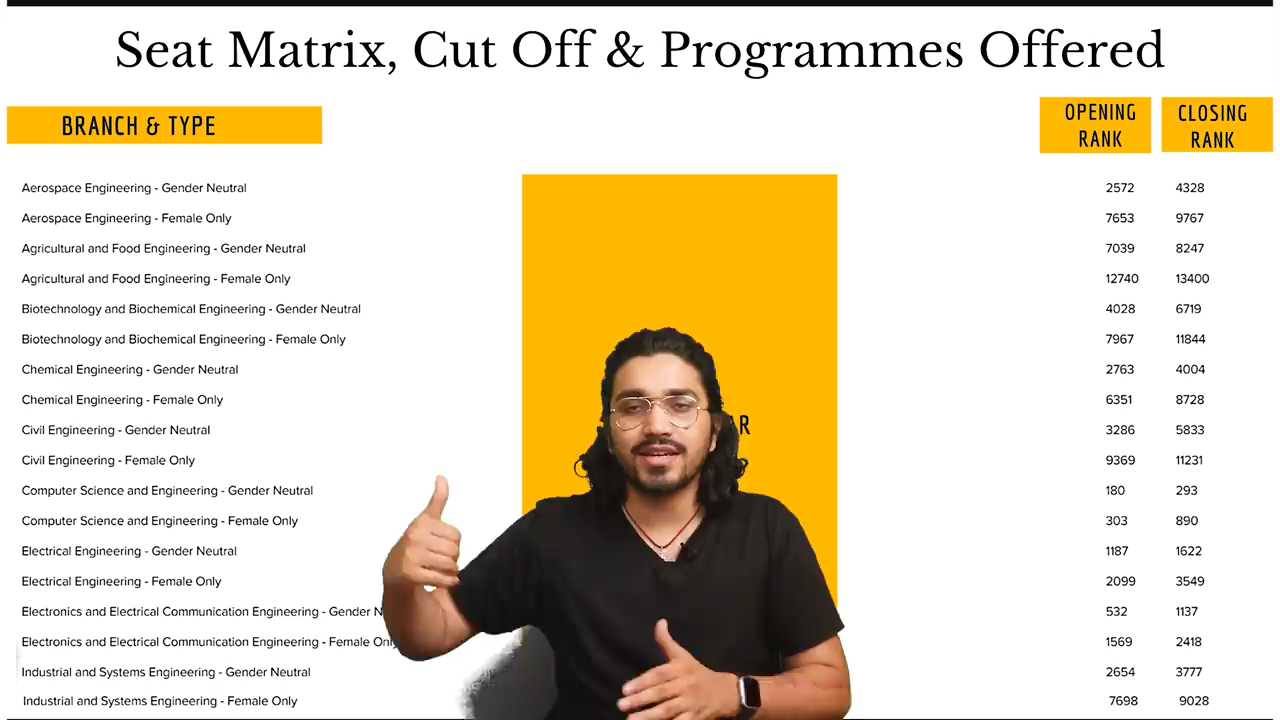 Seat Matrix, Cut Off & Programmes Offered
BRANCH & TYPE
OPENING RANK
CLOSING RANK
Aerospace Engineering - Gender Neutral 2572 4328
Aerospace Engineering - Female Only 7653 9767
Agricultural and Food Engineering - Gender Neutral 7039 8247
Agricultural and Food Engineering - Female Only 12740 13400
Biotechnology and Biochemical Engineering - Gender Neutral 4028 6719
Biotechnology and Biochemical Engineering - Female Only 7967 11844
Chemical Engineering - Gender Neutral 2763 4004
Chemical Engineering - Female Only 6351 8728
Civil Engineering - Gender Neutral 3286 5833
Civil Engineering - Female Only 9369 11231
Computer Science and Engineering - Gender Neutral 180 293
Computer Science and Engineering - Female Only 303 890
Electrical Engineering - Gender Neutral 1187 1622
Electrical Engineering - Female Only 2099 3549
Electronics and Electrical Communication Engineering - Gender 532 1137
Electronics and Electrical Communication Engineering - Female Only 1569 2418
Industrial and Systems Engineering - Gender Neutral 2654 3777
Industrial and Systems Engineering - Female Only 7698 9028